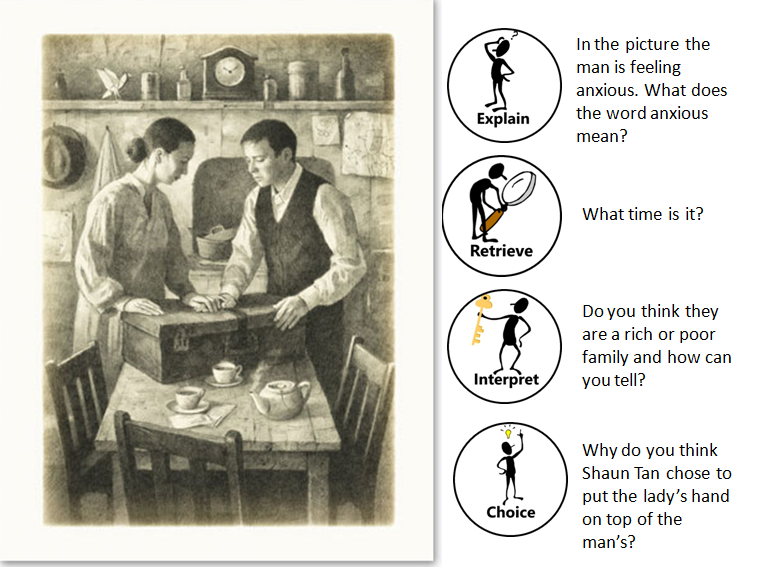 Explain
In the picture the
man is feeling
anxious. What does
the word anxious
mean?
Retrieve
What time is it?
Interpret
Do you think they
are a rich or poor
family and how can
you tell?
Choice
Why do you think
Shaun Tan chose to
put the lady’s hand
on top of the
man’s?